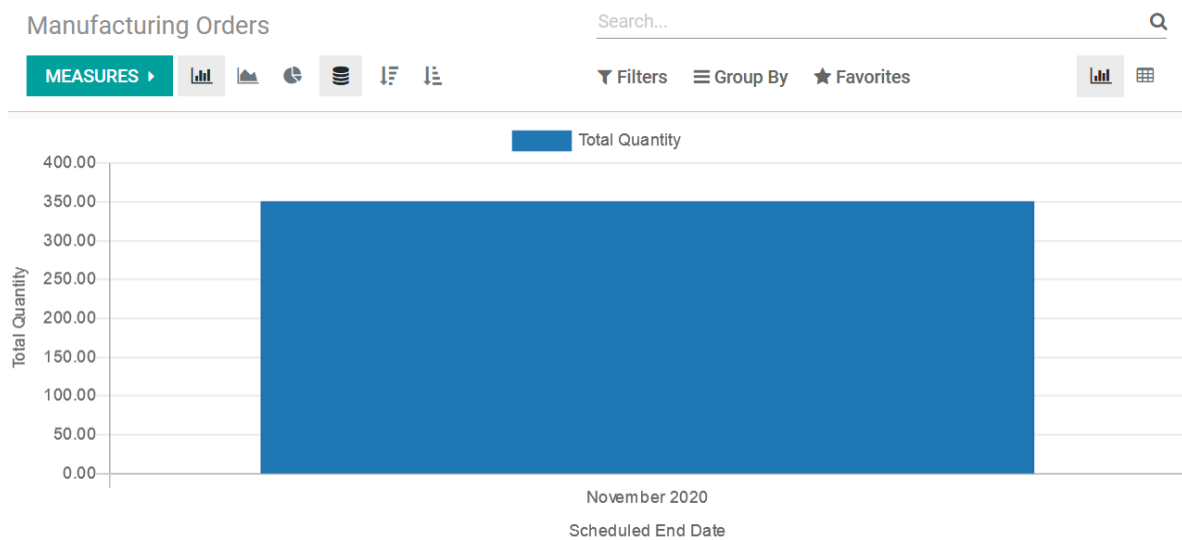 Manufacturing Orders
Search...
MEASURES
Filters
Group By
Favorites
Total Quantity
400.00
350.00
300.00
250.00
200.00
150.00
100.00
50.00
0.00
Total Quantity
November 2020
Scheduled End Date